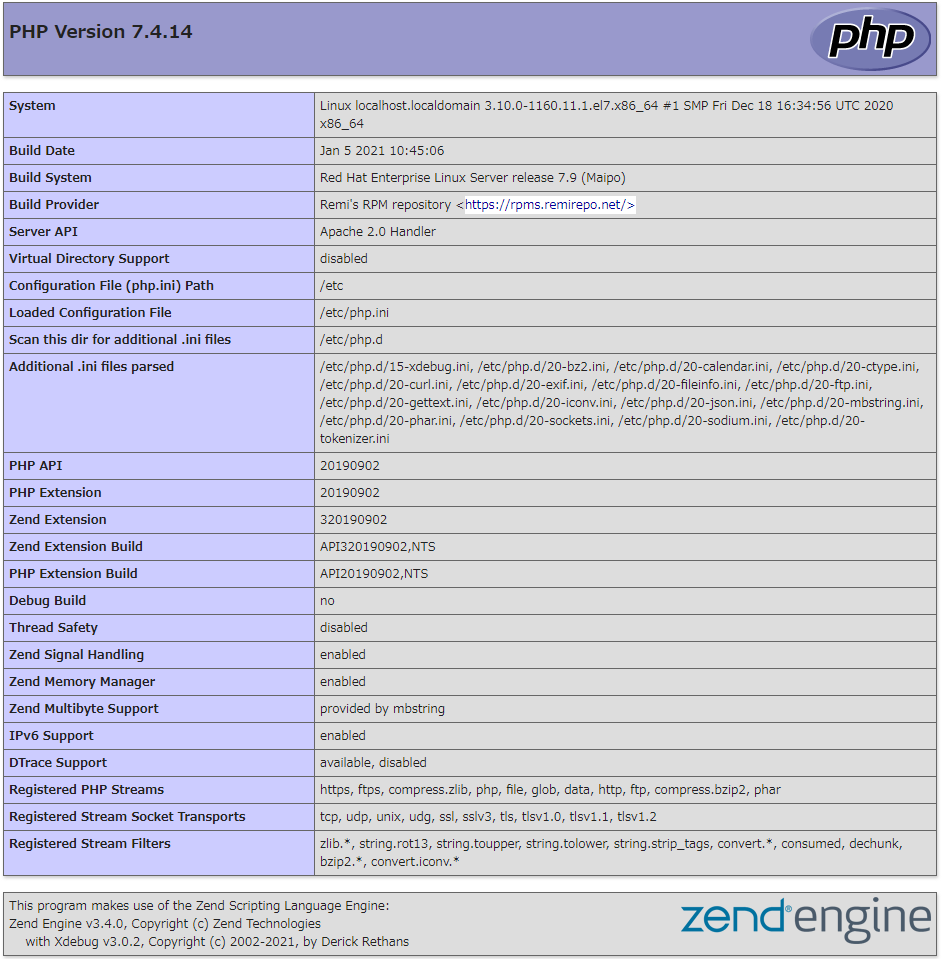 PHP Version 7.4.14
php
System
Linux localhost.localdomain 3.10.0-1160.11.1.el7.x86_64 #1 SMP Fri Dec 18 16:34:56 UTC 2020
x86_64
Build Date
Jan 5 2021 10:45:06
Build System
Red Hat Enterprise Linux Server release 7.9 (Maipo)
Build Provider
Remi's RPM repository <https://rpms.remirepo.net/>
Server API
Apache 2.0 Handler
Virtual Directory Support
disabled
Configuration File (php.ini) Path
/etc
Loaded Configuration File
/etc/php.ini
Scan this dir for additional .ini files
/etc/php.d
Additional .ini files parsed
/etc/php.d/15-xdebug.ini, /etc/php.d/20-bz2.ini, /etc/php.d/20-calendar.ini, /etc/php.d/20-ctype.ini,
/etc/php.d/20-curl.ini, /etc/php.d/20-exif.ini, /etc/php.d/20-fileinfo.ini, /etc/php.d/20-ftp.ini,
/etc/php.d/20-gettext.ini, /etc/php.d/20-iconv.ini, /etc/php.d/20-json.ini, /etc/php.d/20-mbstring.ini,
/etc/php.d/20-phar.ini, /etc/php.d/20-sockets.ini, /etc/php.d/20-sodium.ini, /etc/php.d/20-
tokenizer.ini
PHP API
20190902
PHP Extension
20190902
Zend Extension
320190902
Zend Extension Build
API320190902,NTS
PHP Extension Build
API20190902,NTS
Debug Build
no
Thread Safety
disabled
Zend Signal Handling
enabled
Zend Memory Manager
enabled
Zend Multibyte Support
provided by mbstring
IPv6 Support
enabled
DTrace Support
available, disabled
Registered PHP Streams
https, ftps, compress.zlib, php, file, glob, data, http, ftp, compress.bzip2, phar
Registered Stream Socket Transports
tcp, udp, unix, udg, ssl, sslv3, tls, tlsv1.0, tlsv1.1, tlsv1.2
Registered Stream Filters
zlib.*, string.rot13, string.toupper, string.tolower, string.strip_tags, convert.*, consumed, dechunk,
bzip2.*, convert.iconv.*
This program makes use of the Zend Scripting Language Engine:
Zend Engine v3.4.0, Copyright (c) Zend Technologies
with Xdebug v3.0.2, Copyright (c) 2002-2021, by Derick Rethans
zend® engine